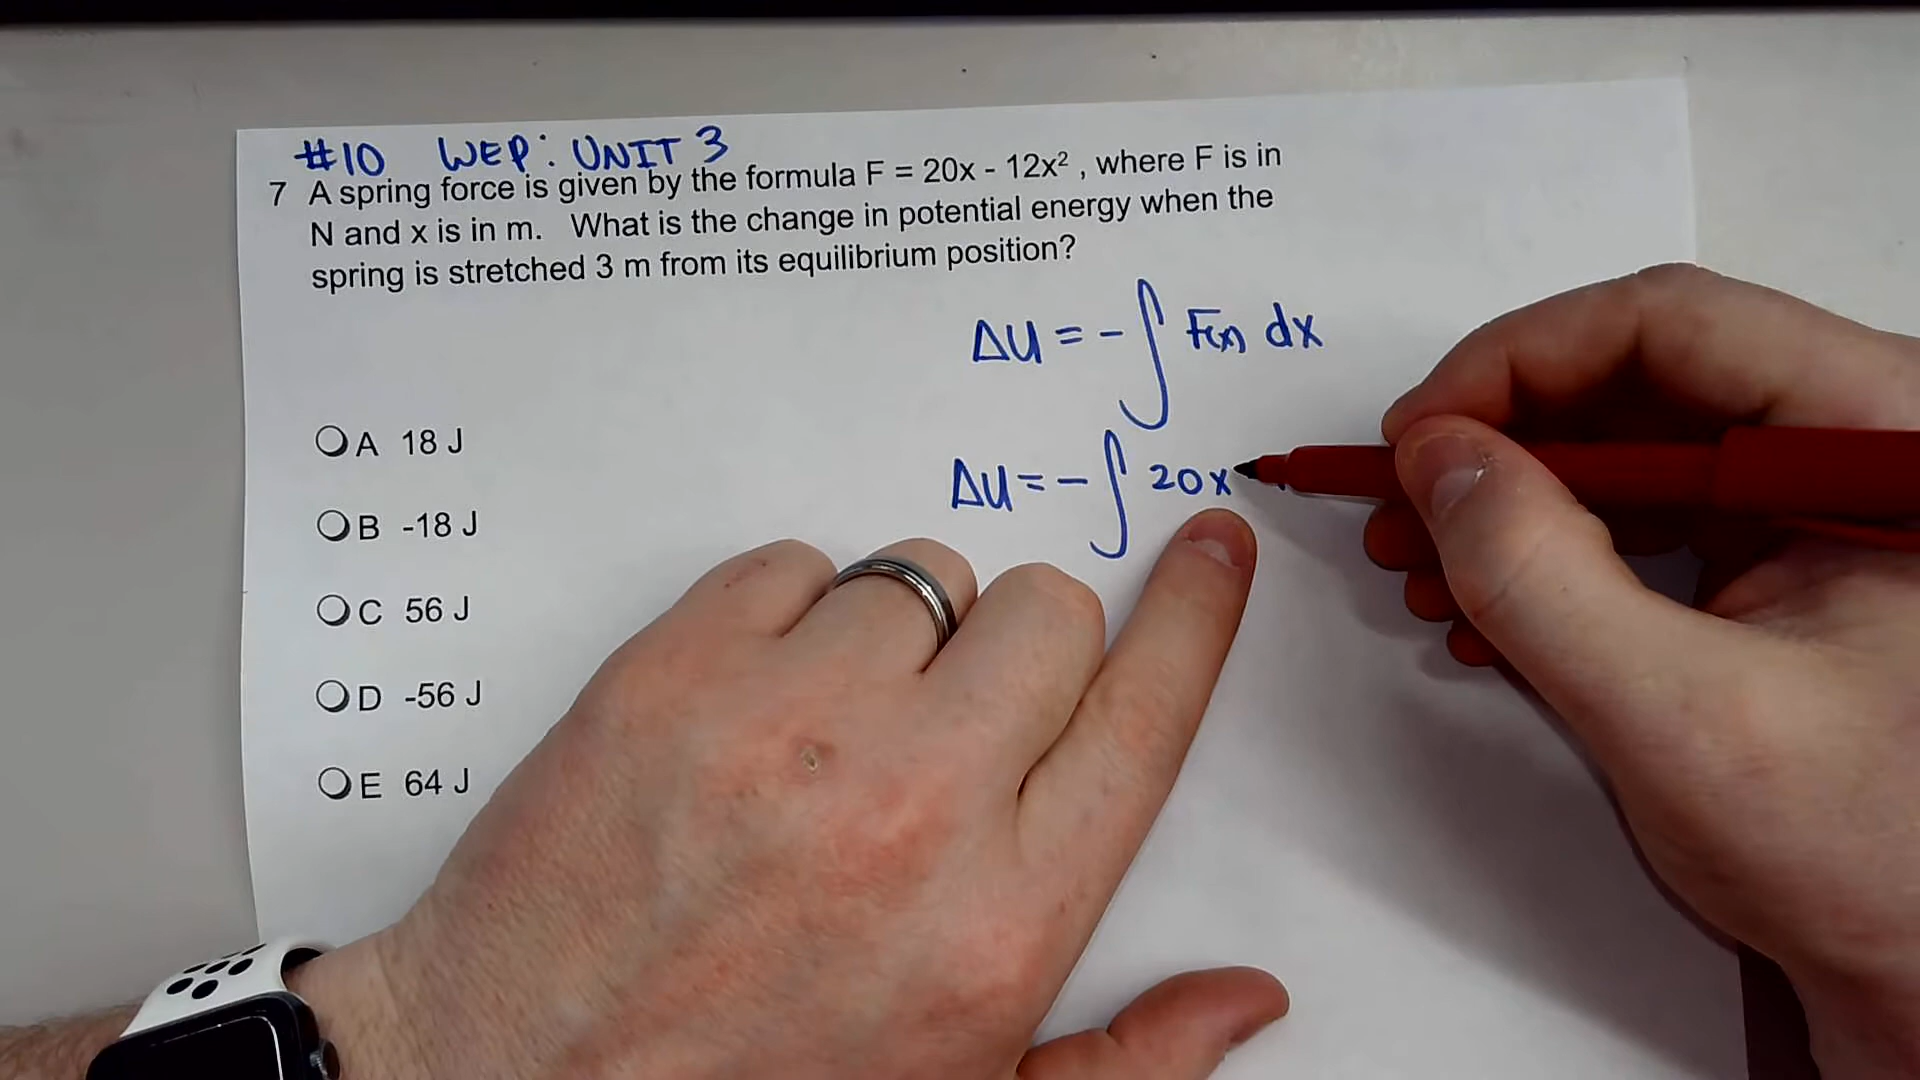 #10 WEP: UNIT 3
7 A spring force is given by the formula F = 20x - 12x² , where F is in
N and x is in m. What is the change in potential energy when the
spring is stretched 3 m from its equilibrium position?
ΔU = -∫ F(x) dx
ΔU = -∫ 20x
A 18 J
B -18 J
C 56 J
D -56 J
E 64 J